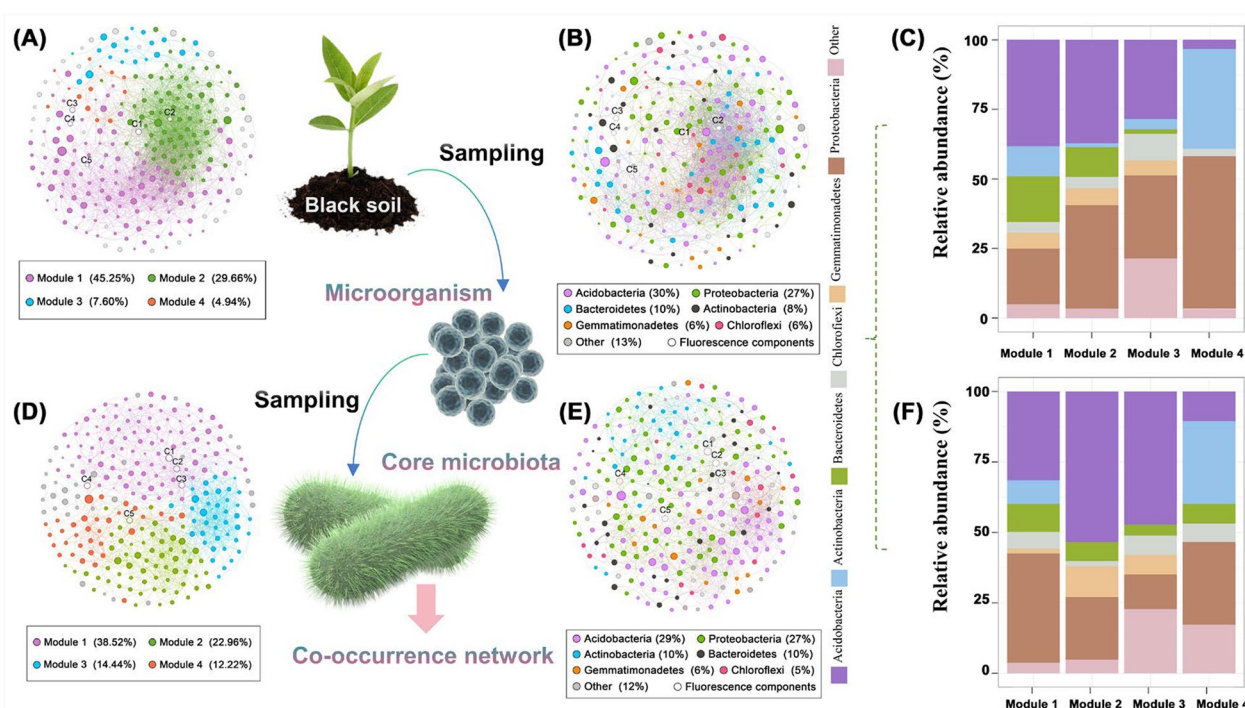 (A)
C3
C4
C2
C1
C5
Module 1 (45.25%) Module 2 (29.66%)
Module 3 (7.60%) Module 4 (4.94%)
Sampling
Black soil
Microorganism
(B)
C3
C4
C2
C1
C5
Acidobacteria (30%) Proteobacteria (27%)
Bacteroidetes (10%) Actinobacteria (8%)
Gemmatimonadetes (6%) Chloroflexi (6%)
Other (13%) Fluorescence components
Other
Proteobacteria
Gemmatimonadetes
Chloroflexi
Bacteroidetes
Actinobacteria
Acidobacteria
(C)
Relative abundance (%)
100
75
50
25
0
Module 1 Module 2 Module 3 Module 4
(D)
C1
C2
C3
C4
C5
Module 1 (38.52%) Module 2 (22.96%)
Module 3 (14.44%) Module 4 (12.22%)
Sampling
Core microbiota
Co-occurrence network
(E)
C1
C2
C3
C4
C5
Acidobacteria (29%) Proteobacteria (27%)
Actinobacteria (10%) Bacteroidetes (10%)
Gemmatimonadetes (6%) Chloroflexi (5%)
Other (12%) Fluorescence components
(F)
Relative abundance (%)
100
75
50
25
0
Module 1 Module 2 Module 3 Module 4